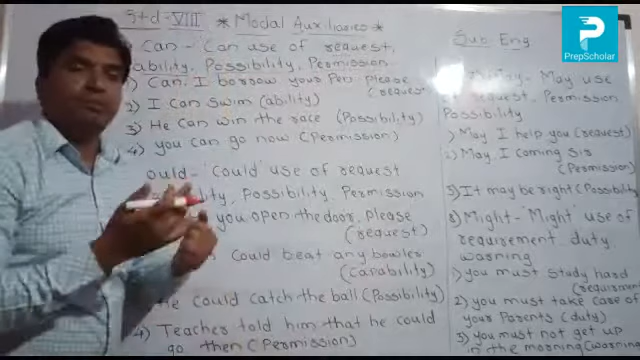 Std-VIII * Modal Auxiliaries *
Can - 'Can use of request,
ability, Possibility, Permission
1) Can I borrow your Pen please
(request
2) I Can swim (ability)
3) He can win the race (Possibility)
4) you can go now (Permission)
ould - 'Could' use of request
lity, Possibility, Permission
you open the door, please
(request)
could beat any bowler
He could catch the ball (Possibility)
4) Teacher told him that he could
go then (Permission)
Sub. Eng
May - May use
request, Permission
Possibility
1) May I help you (request)
2) May I coming Sir
(Permission)
3) It may be right (Possibility
Might - 'Might' use of
requirement, duty,
warning
1) you must study hard
2) you must take care of
your Parents (duty)
3) you must not get up
in the morning (warning
PrepScholar